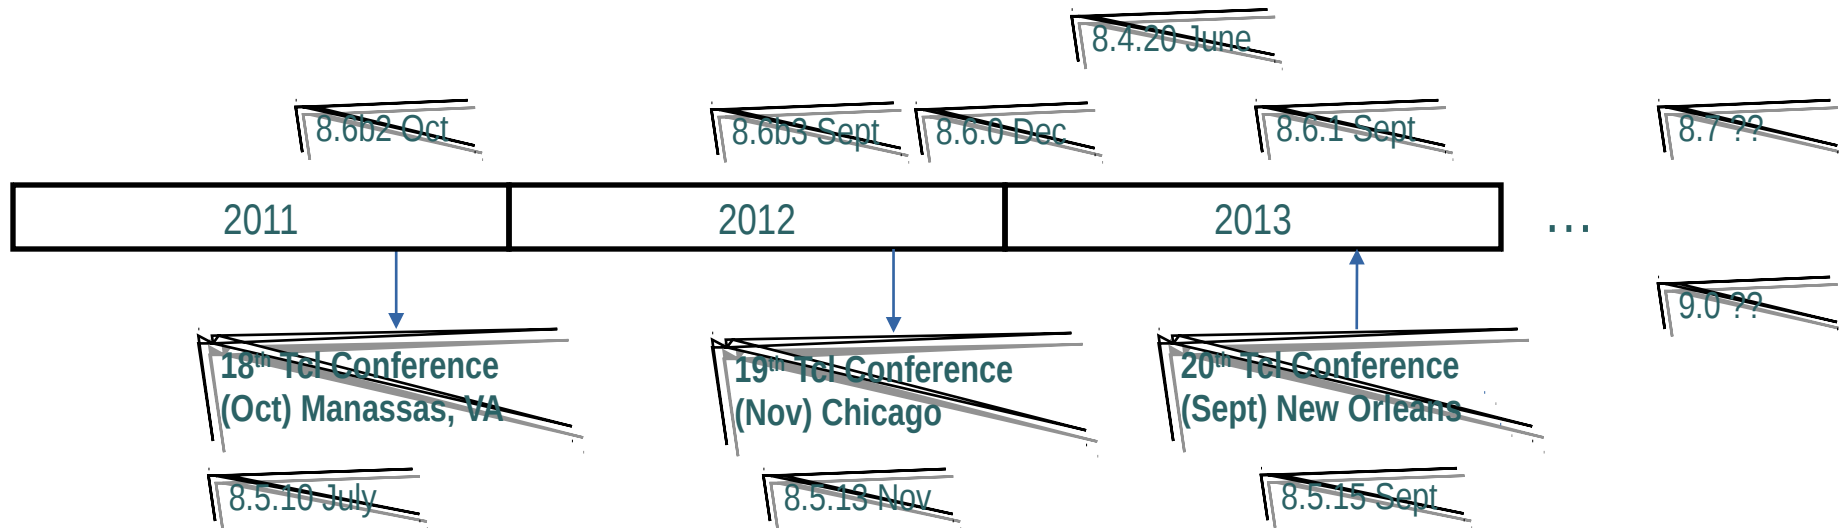 8.4.20 June
8.6b2 Oct
8.6b3 Sept
8.6.0 Dec
8.6.1 Sept
8.7 ??
2011
2012
2013
...
9.0 ??
18th Tcl Conference
(Oct) Manassas, VA
19th Tcl Conference
(Nov) Chicago
20th Tcl Conference
(Sept) New Orleans
8.5.10 July
8.5.13 Nov
8.5.15 Sept